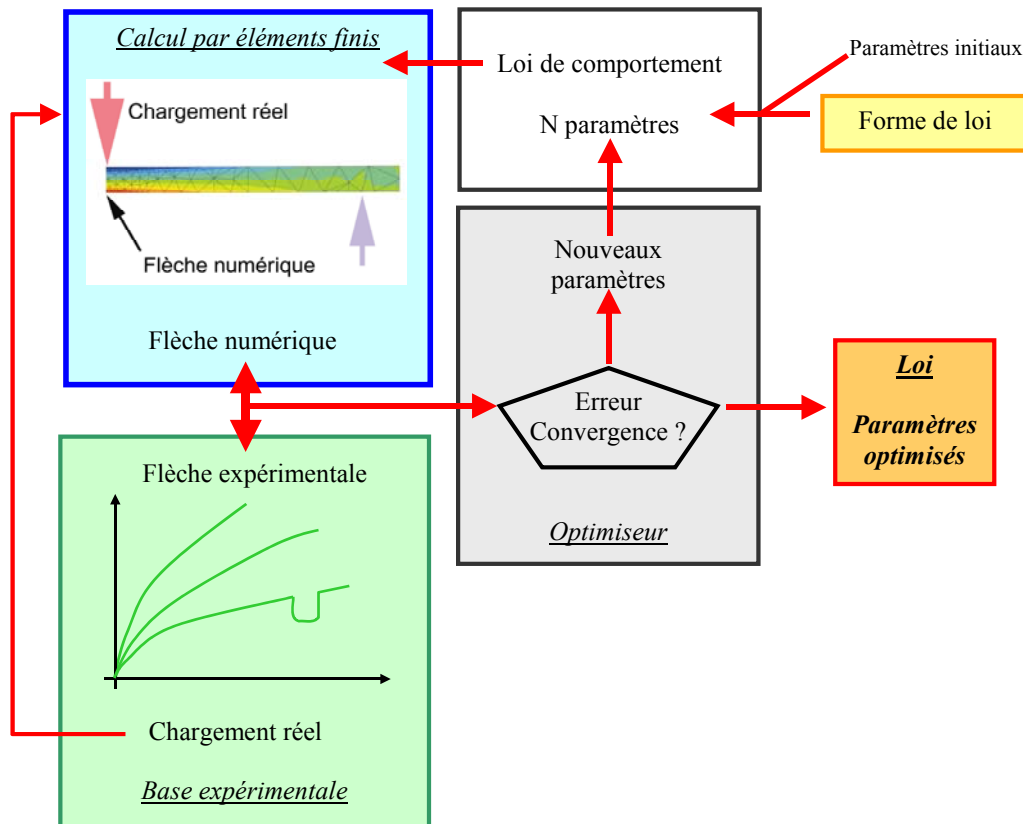 Calcul par éléments finis
Chargement réel
Flèche numérique
Flèche numérique
Loi de comportement
N paramètres
Paramètres initiaux
Forme de loi
Nouveaux
paramètres
Erreur
Convergence ?
Optimiseur
Loi
Paramètres
optimisés
Flèche expérimentale
Chargement réel
Base expérimentale